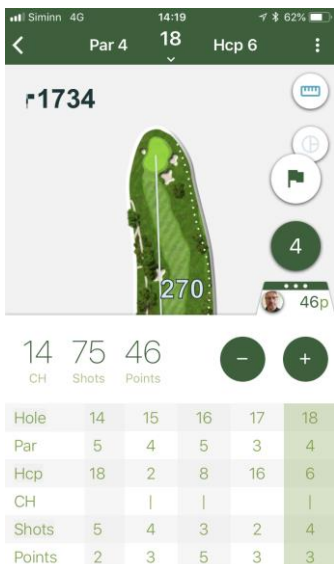 Siminn 4G 14:19 62%
Par 4 18 Hcp 6
1734
270
4
46p
14 75 46
CH Shots Points
Hole 14 15 16 17 18
Par 5 4 5 3 4
Hcp 18 2 8 16 6
CH | | |
Shots 5 4 3 2 4
Points 2 3 5 3 3